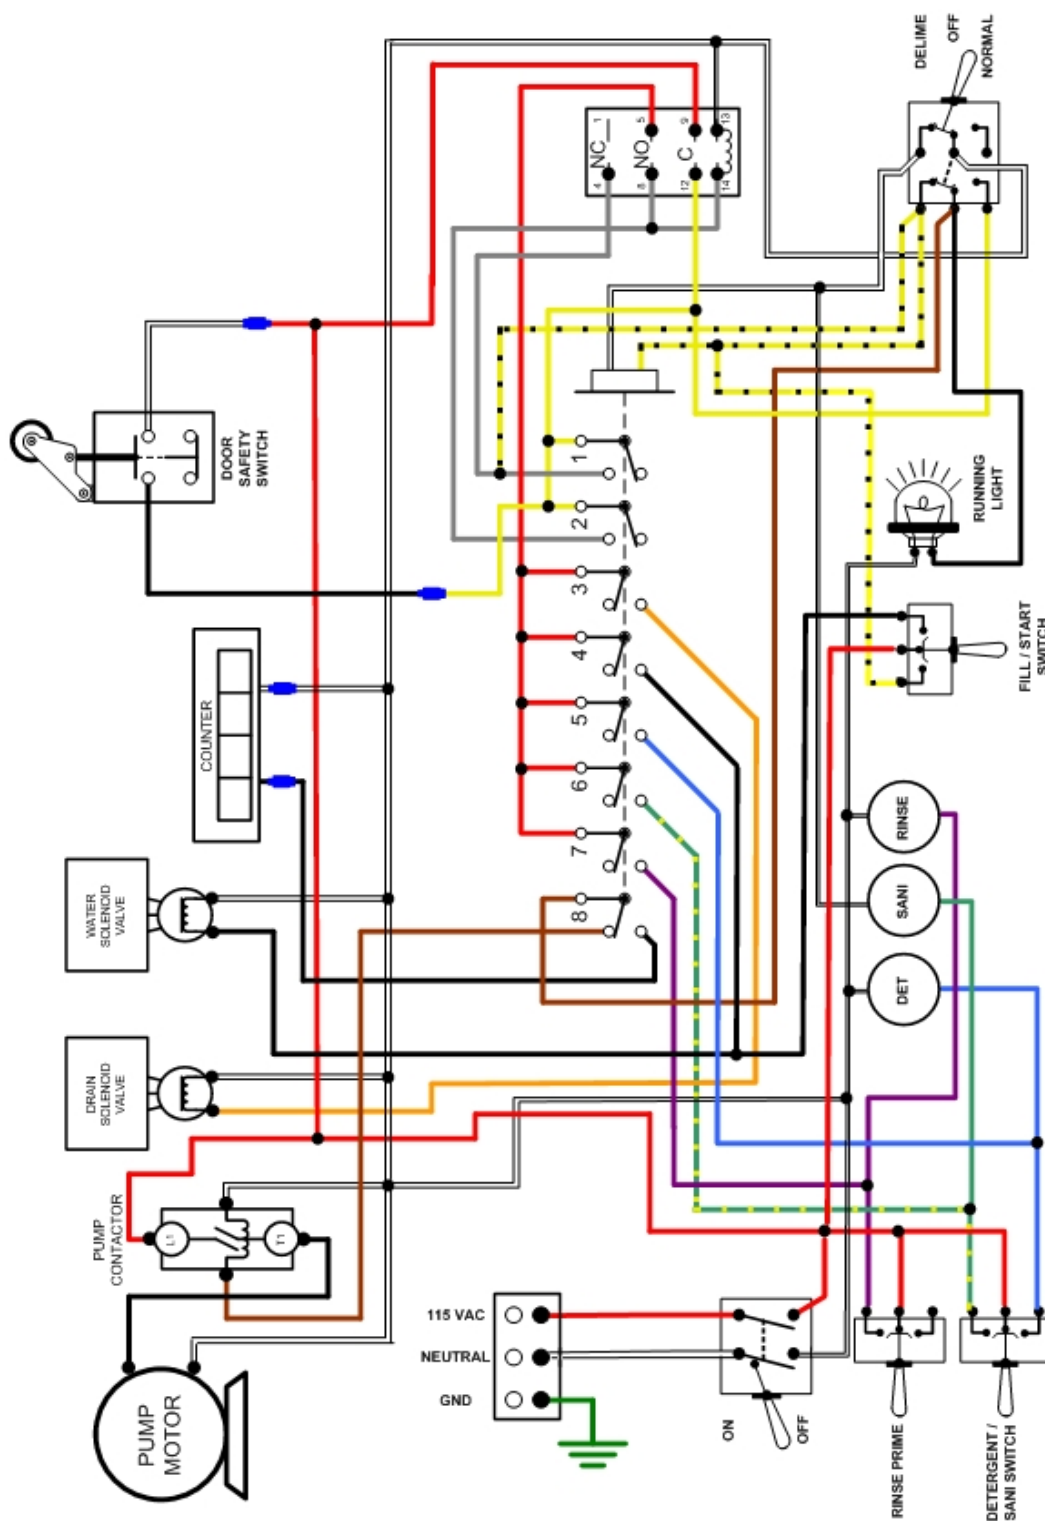 DELIME
OFF
NORMAL
NC
1
4
NO
5
8
C
9
12
13
14
DOOR
SAFETY
SWITCH
1
2
3
4
5
6
7
8
RUNNING
LIGHT
FILL / START
SWITCH
COUNTER
WATER
SOLENOID
VALVE
RINSE
SANI
DET
DRAIN
SOLENOID
VALVE
PUMP
CONTACTOR
L1
T1
115 VAC
NEUTRAL
GND
ON
OFF
PUMP
MOTOR
RINSE PRIME
DETERGENT /
SANI SWITCH